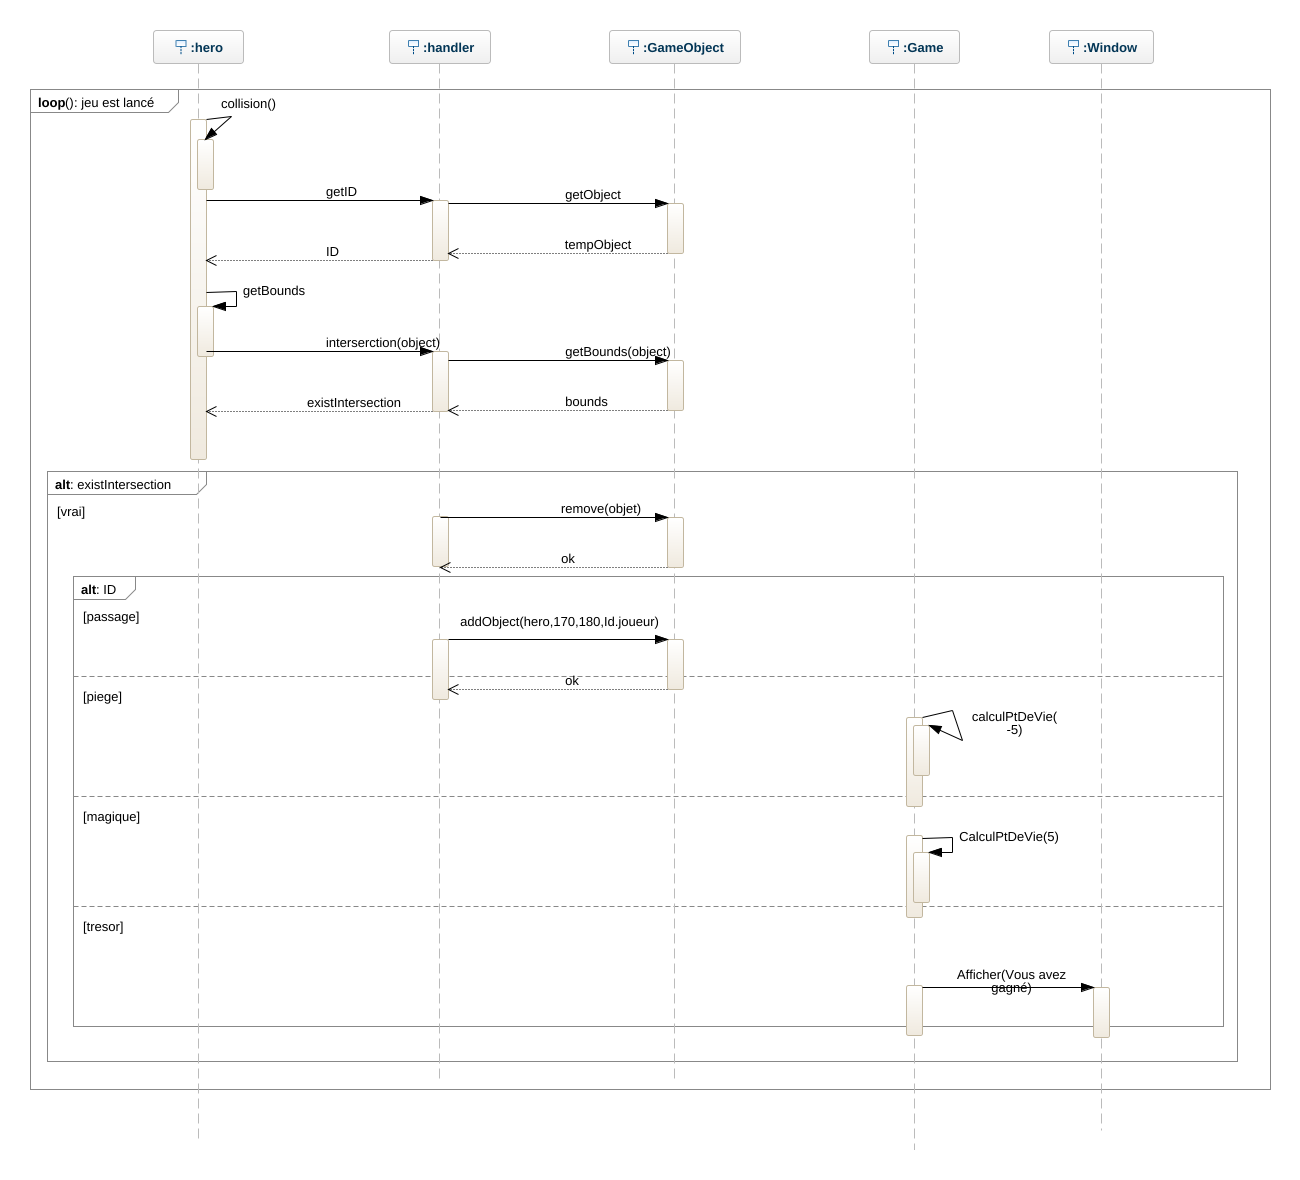 :hero
:handler
:GameObject
:Game
:Window
loop(): jeu est lancé
collision()
getID
getObject
tempObject
ID
getBounds
interserction(object)
getBounds(object)
bounds
existIntersection
alt: existIntersection
[vrai]
remove(objet)
ok
alt: ID
[passage]
addObject(hero,170,180,Id.joueur)
ok
[piege]
calculPtDeVie(
-5)
[magique]
CalculPtDeVie(5)
[tresor]
Afficher(Vous avez
gagné)